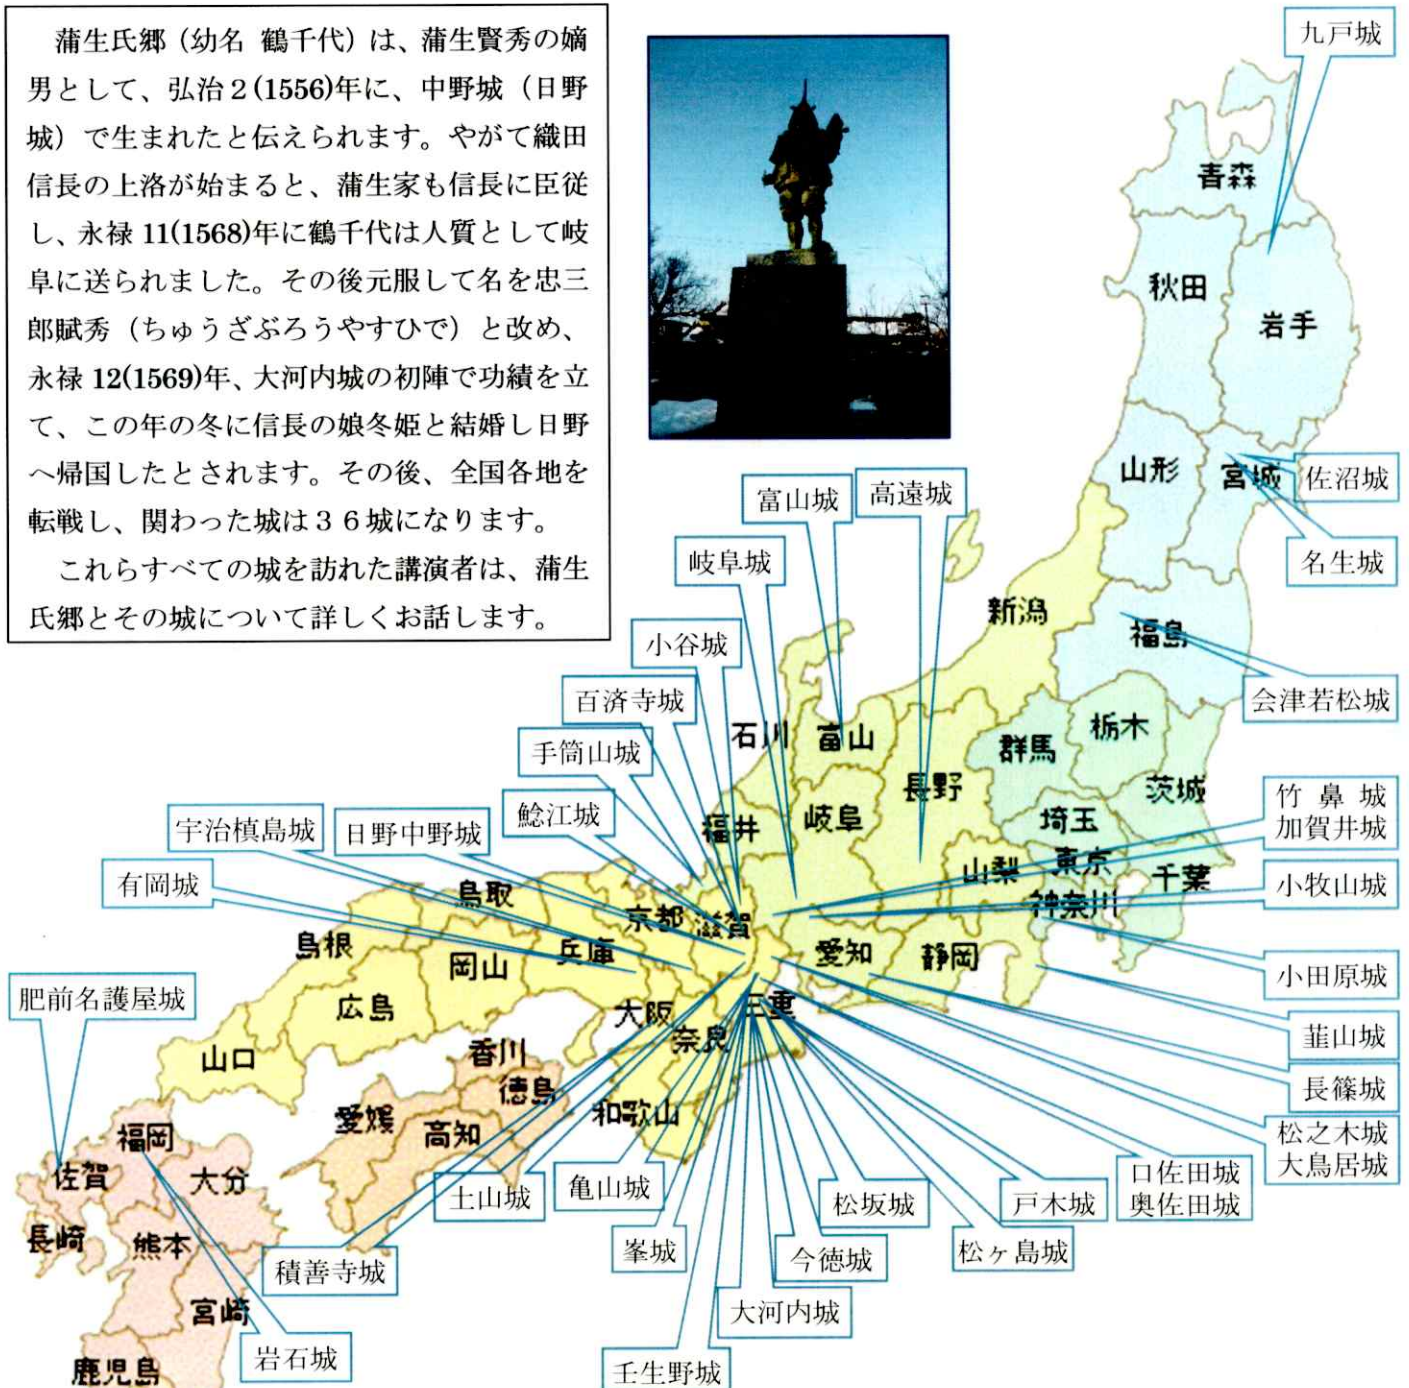 蒲生氏郷（幼名 鶴千代）は、蒲生賢秀の嫡
男として、弘治２(1556)年に、中野城（日野
城）で生まれたと伝えられます。やがて織田
信長の上洛が始まると、蒲生家も信長に臣従
し、永禄 11(1568)年に鶴千代は人質として岐
阜に送られました。その後元服して名を忠三
郎賦秀（ちゅうざぶろうやすひで）と改め、
永禄 12(1569)年、大河内城の初陣で功績を立
て、この年の冬に信長の娘冬姫と結婚し日野
へ帰国したとされます。その後、全国各地を
転戦し、関わった城は３６城になります。
これらすべての城を訪れた講演者は、蒲生
氏郷とその城について詳しくお話します。
九戸城
青森
秋田
岩手
山形
宮城
佐沼城
名生城
富山城
高遠城
岐阜城
新潟
福島
小谷城
百済寺城
会津若松城
手筒山城
石川
富山
群馬
栃木
長野
茨城
福井
岐阜
埼玉
竹鼻城
加賀井城
宇治槙島城
日野中野城
鯰江城
山梨
東京
千葉
有岡城
鳥取
京都
滋賀
神奈川
小牧山城
島根
岡山
兵庫
愛知
静岡
小田原城
肥前名護屋城
広島
大阪
三重
奈良
韮山城
山口
香川
徳島
長篠城
愛媛
高知
和歌山
福岡
松之木城
大鳥居城
佐賀
大分
土山城
亀山城
松坂城
戸木城
口佐田城
奥佐田城
長崎
熊本
積善寺城
峯城
今徳城
松ヶ島城
宮崎
大河内城
岩石城
壬生野城
鹿児島